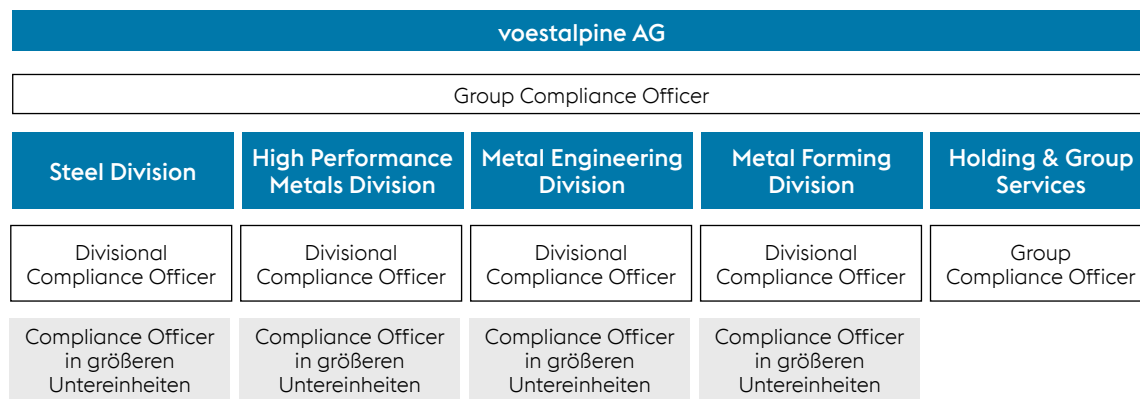 voestalpine AG
Group Compliance Officer
Steel Division
High Performance
Metals Division
Metal Engineering
Division
Metal Forming
Division
Holding & Group
Services
Divisional
Compliance Officer
Divisional
Compliance Officer
Divisional
Compliance Officer
Divisional
Compliance Officer
Group
Compliance Officer
Compliance Officer
in größeren
Untereinheiten
Compliance Officer
in größeren
Untereinheiten
Compliance Officer
in größeren
Untereinheiten
Compliance Officer
in größeren
Untereinheiten